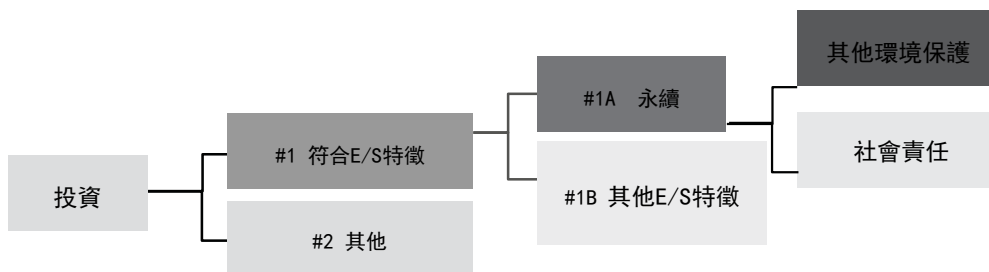 投資
#1 符合E/S特徵
#2 其他
#1A 永續
#1B 其他E/S特徵
其他環境保護
社會責任